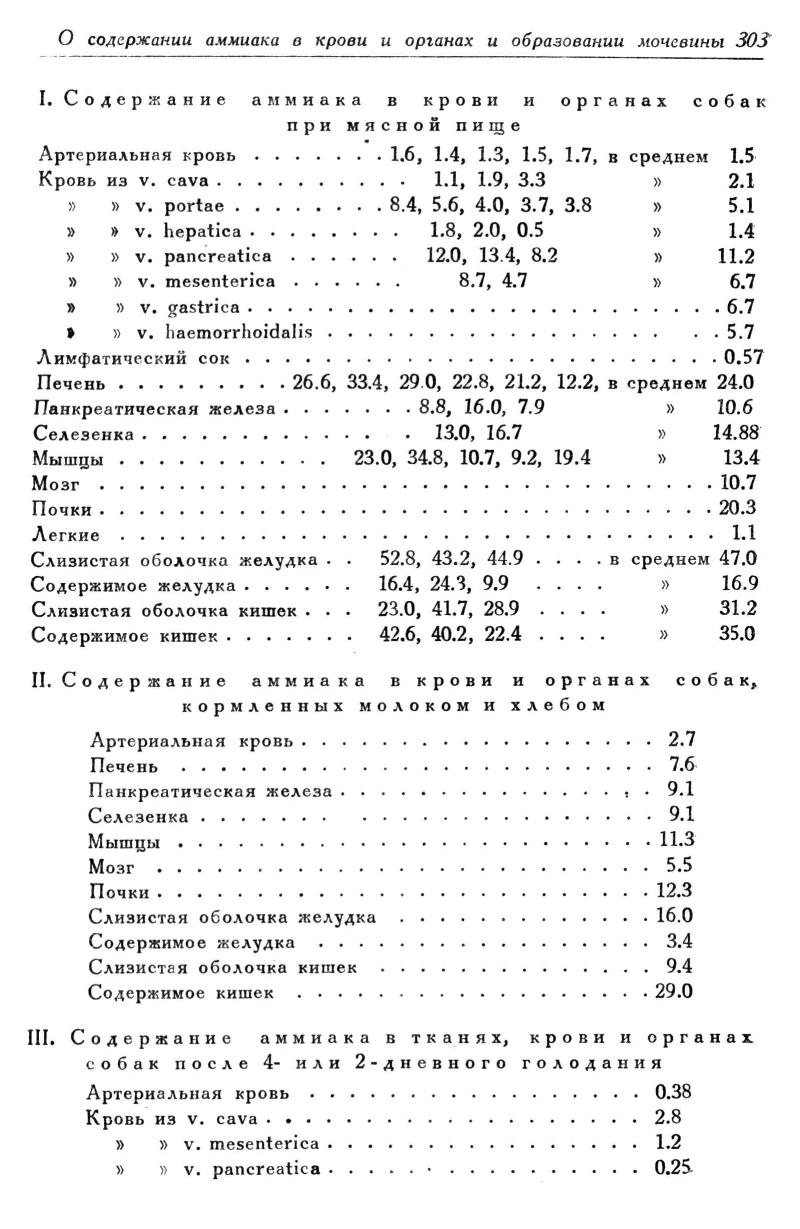 О содержании аммиака в крови и органах и образовании мочевины 303
I. Содержание аммиака в крови и органах собак
при мясной пище
Артериальная кровь . . . . . . . 1.6, 1.4, 1.3, 1.5, 1.7, в среднем 1.5
Кровь из v. cava . . . . . . . . . . 1.1, 1.9, 3.3 » 2.1
» » v. portae . . . . . . . . 8.4, 5.6, 4.0, 3.7, 3.8 » 5.1
» » v. hepatica . . . . . . . . 1.8, 2.0, 0.5 » 1.4
» » v. pancreatica . . . . . . 12.0, 13.4, 8.2 » 11.2
» » v. mesenterica . . . . . . 8.7, 4.7 » 6.7
» » v. gastrica . . . . . . . . . . . . . . . . . . . . . . . . 6.7
» » v. haemorrhoidalis . . . . . . . . . . . . . . . . . . . 5.7
Лимфатический сок . . . . . . . . . . . . . . . . . . . . . . . . 0.57
Печень . . . . . . . . . . 26.6, 33.4, 29.0, 22.8, 21.2, 12.2, в среднем 24.0
Панкреатическая железа . . . . . . . 8.8, 16.0, 7.9 » 10.6
Селезенка . . . . . . . . . . . . . . 13.0, 16.7 » 14.88
Мышцы . . . . . . . . . . . 23.0, 34.8, 10.7, 9.2, 19.4 » 13.4
Мозг . . . . . . . . . . . . . . . . . . . . . . . . . . . . . . . 10.7
Почки . . . . . . . . . . . . . . . . . . . . . . . . . . . . . . . 20.3
Легкие . . . . . . . . . . . . . . . . . . . . . . . . . . . . . . 1.1
Слизистая оболочка желудка . . 52.8, 43.2, 44.9 . . . . в среднем 47.0
Содержимое желудка . . . . . . 16.4, 24.3, 9.9 . . . . » 16.9
Слизистая оболочка кишек . . . 23.0, 41.7, 28.9 . . . . » 31.2
Содержимое кишек . . . . . . . 42.6, 40.2, 22.4 . . . . » 35.0
II. Содержание аммиака в крови и органах собак,
кормленных молоком и хлебом
Артериальная кровь . . . . . . . . . . . . . . . . . . 2.7
Печень . . . . . . . . . . . . . . . . . . . . . . . . 7.6
Панкреатическая железа . . . . . . . . . . . . . . . . 9.1
Селезенка . . . . . . . . . . . . . . . . . . . . . . 9.1
Мышцы . . . . . . . . . . . . . . . . . . . . . . . . 11.3
Мозг . . . . . . . . . . . . . . . . . . . . . . . . . 5.5
Почки . . . . . . . . . . . . . . . . . . . . . . . . . 12.3
Слизистая оболочка желудка . . . . . . . . . . . . . 16.0
Содержимое желудка . . . . . . . . . . . . . . . . . 3.4
Слизистая оболочка кишек . . . . . . . . . . . . . . 9.4
Содержимое кишек . . . . . . . . . . . . . . . . . . 29.0
III. Содержание аммиака в тканях, крови и органах
собак после 4- или 2-дневного голодания
Артериальная кровь . . . . . . . . . . . . . . . . . 0.38
Кровь из v. cava . . . . . . . . . . . . . . . . . . . 2.8
» » v. mesenterica . . . . . . . . . . . . . . . . 1.2
» » v. pancreatica . . . . . . . . . . . . . . . . 0.25